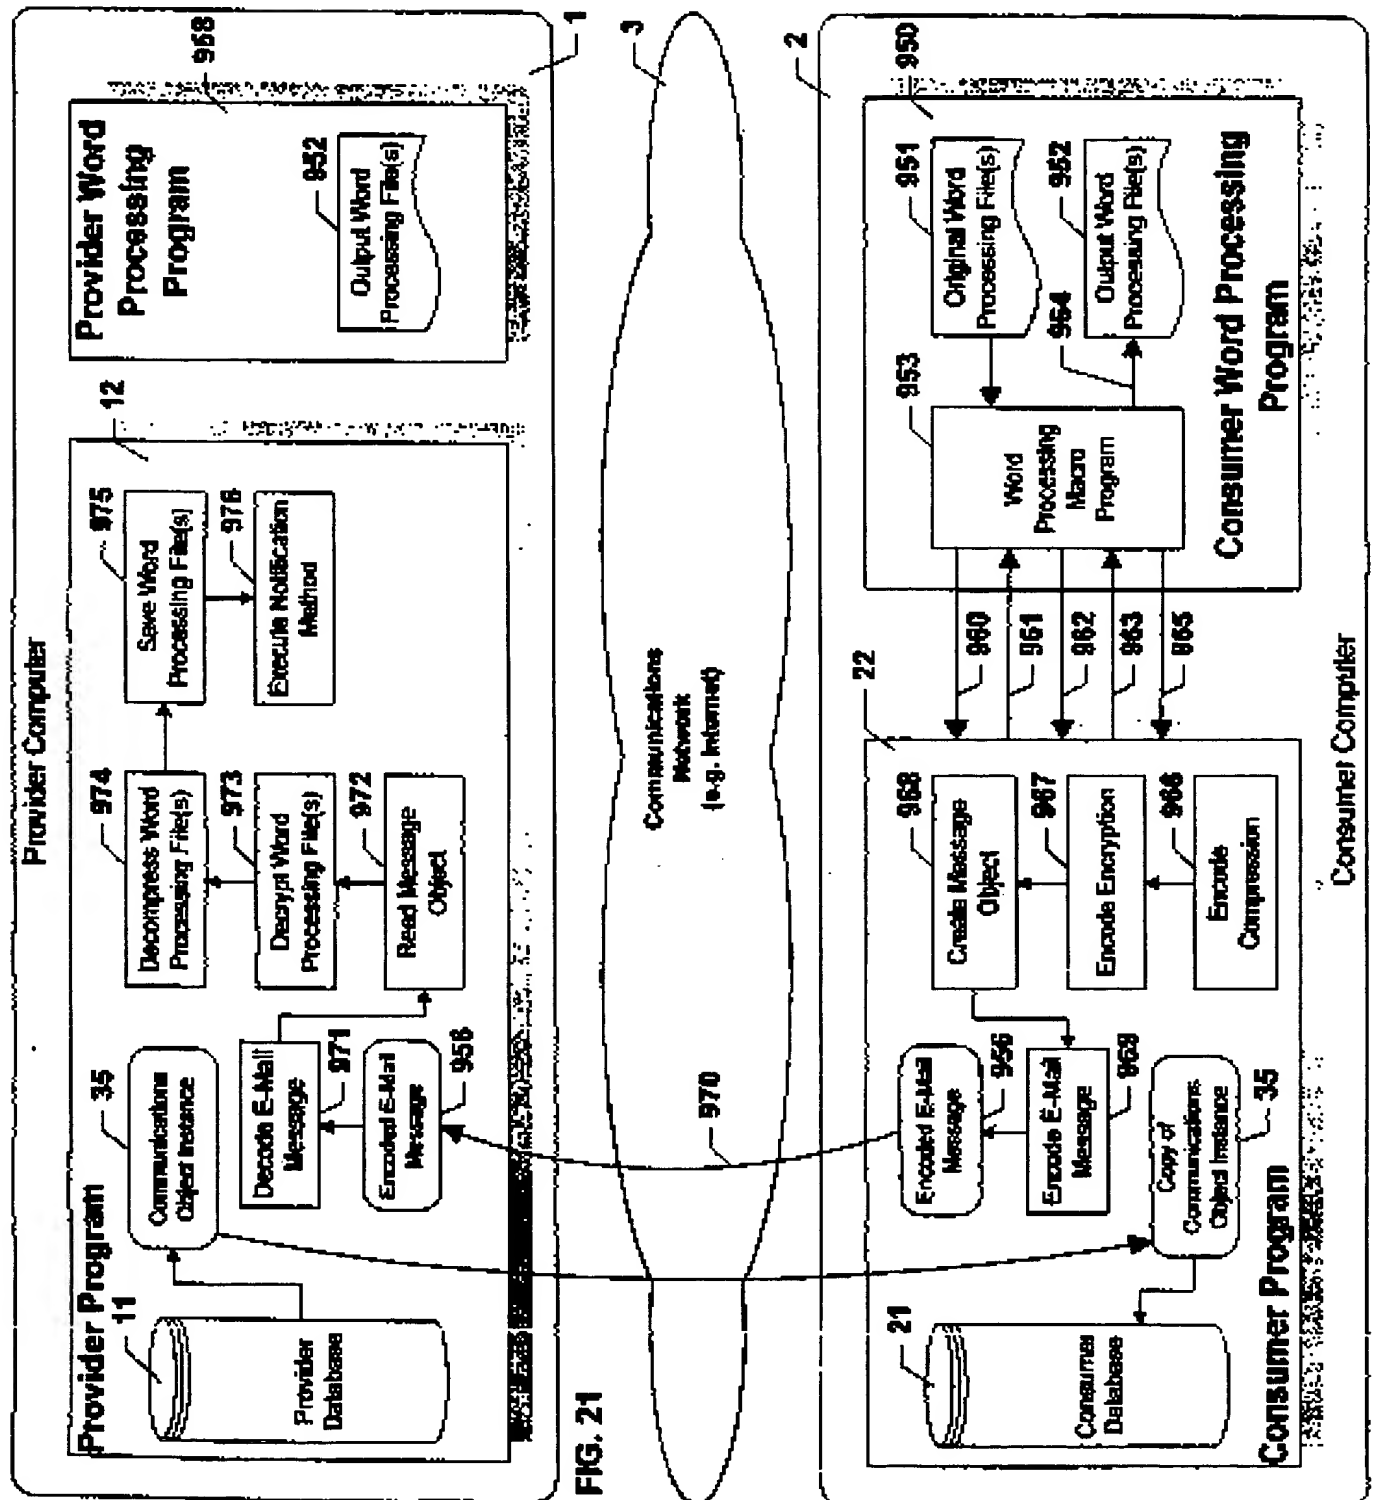 Provider Computer
Provider Program
11
Provider
Database
35
Communications
Object Instance
Decode E-Mail
Message
971
Encoded E-Mail
Message
956
974
Decompress Word
Processing File(s)
973
Decrypt Word
Processing File(s)
972
Read Message
Object
975
Save Word
Processing File(s)
976
Execute Notification
Method
12
Provider Word
Processing
Program
952
Output Word
Processing File(s)
958
1
FIG. 21
Communications
Network
(e.g. Internet)
970
3
2
21
Consumer
Database
Consumer Program
Encoded E-Mail
Message
956
Encode E-Mail
Message
969
Copy of
Communications
Object Instance
35
968
Create Message
Object
967
Encode Encryption
966
Encode
Compression
22
960
961
962
963
965
953
Word
Processing
Macro
Program
951
Original Word
Processing File(s)
964
952
Output Word
Processing File(s)
950
Consumer Word Processing
Program
Consumer Computer